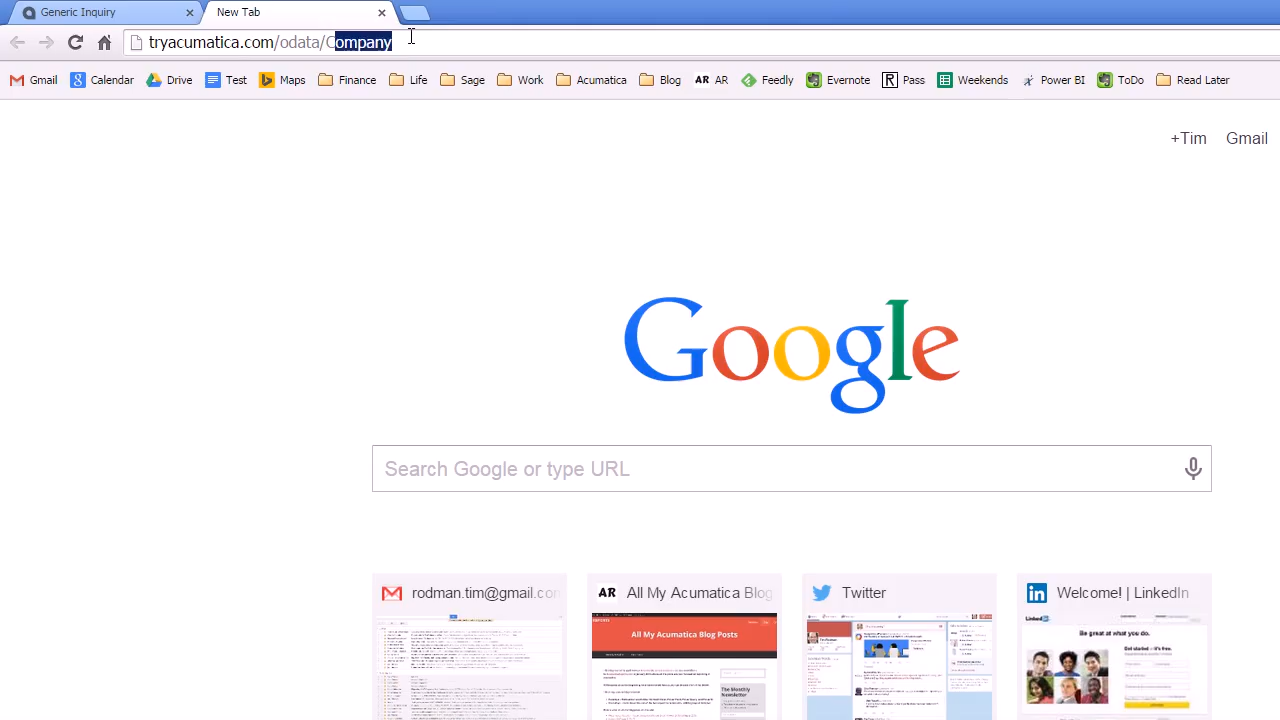 Generic Inquiry
New Tab
tryacumatica.com/odata/Company
Gmail Calendar Drive Test Maps Finance Life Sage Work Acumatica Blog AR AR Feedly Evernote R Pass Weekends Power BI ToDo Read Later
+Tim Gmail
Google
Search Google or type URL
rodman.tim@gmail.co
AR All My Acumatica Blog
Twitter
in Welcome! | LinkedIn
All My Acumatica Blog Posts
The Monthly
Newsletter
Be great at what you do.
Get started – it's free.